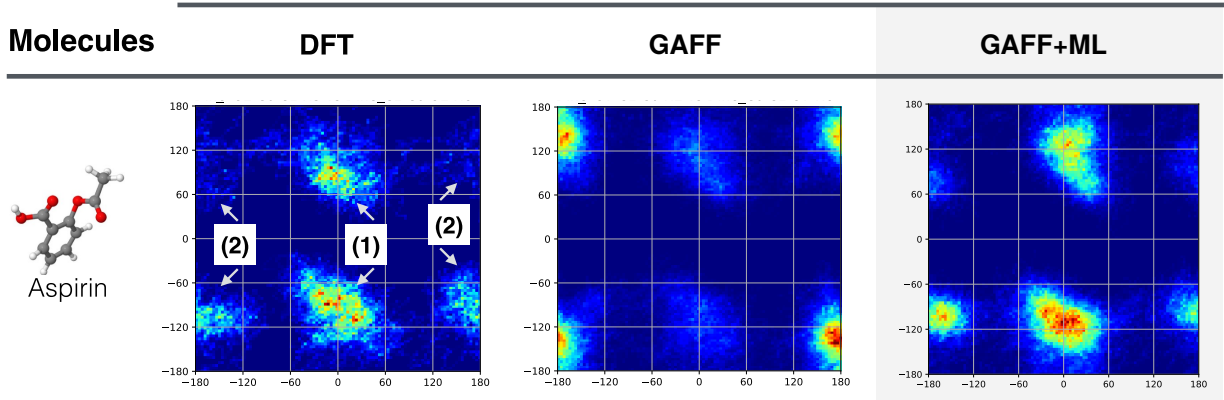 Molecules DFT GAFF GAFF+ML
180 180 180
120 120 120
60 60 60
(2) (1) (2)
0 0 0
−60 −60 −60
Aspirin
−120 −120 −120
−180 −180 −180
−180 −120 −60 0 60 120 180 −180 −120 −60 0 60 120 180 −180 −120 −60 0 60 120 180